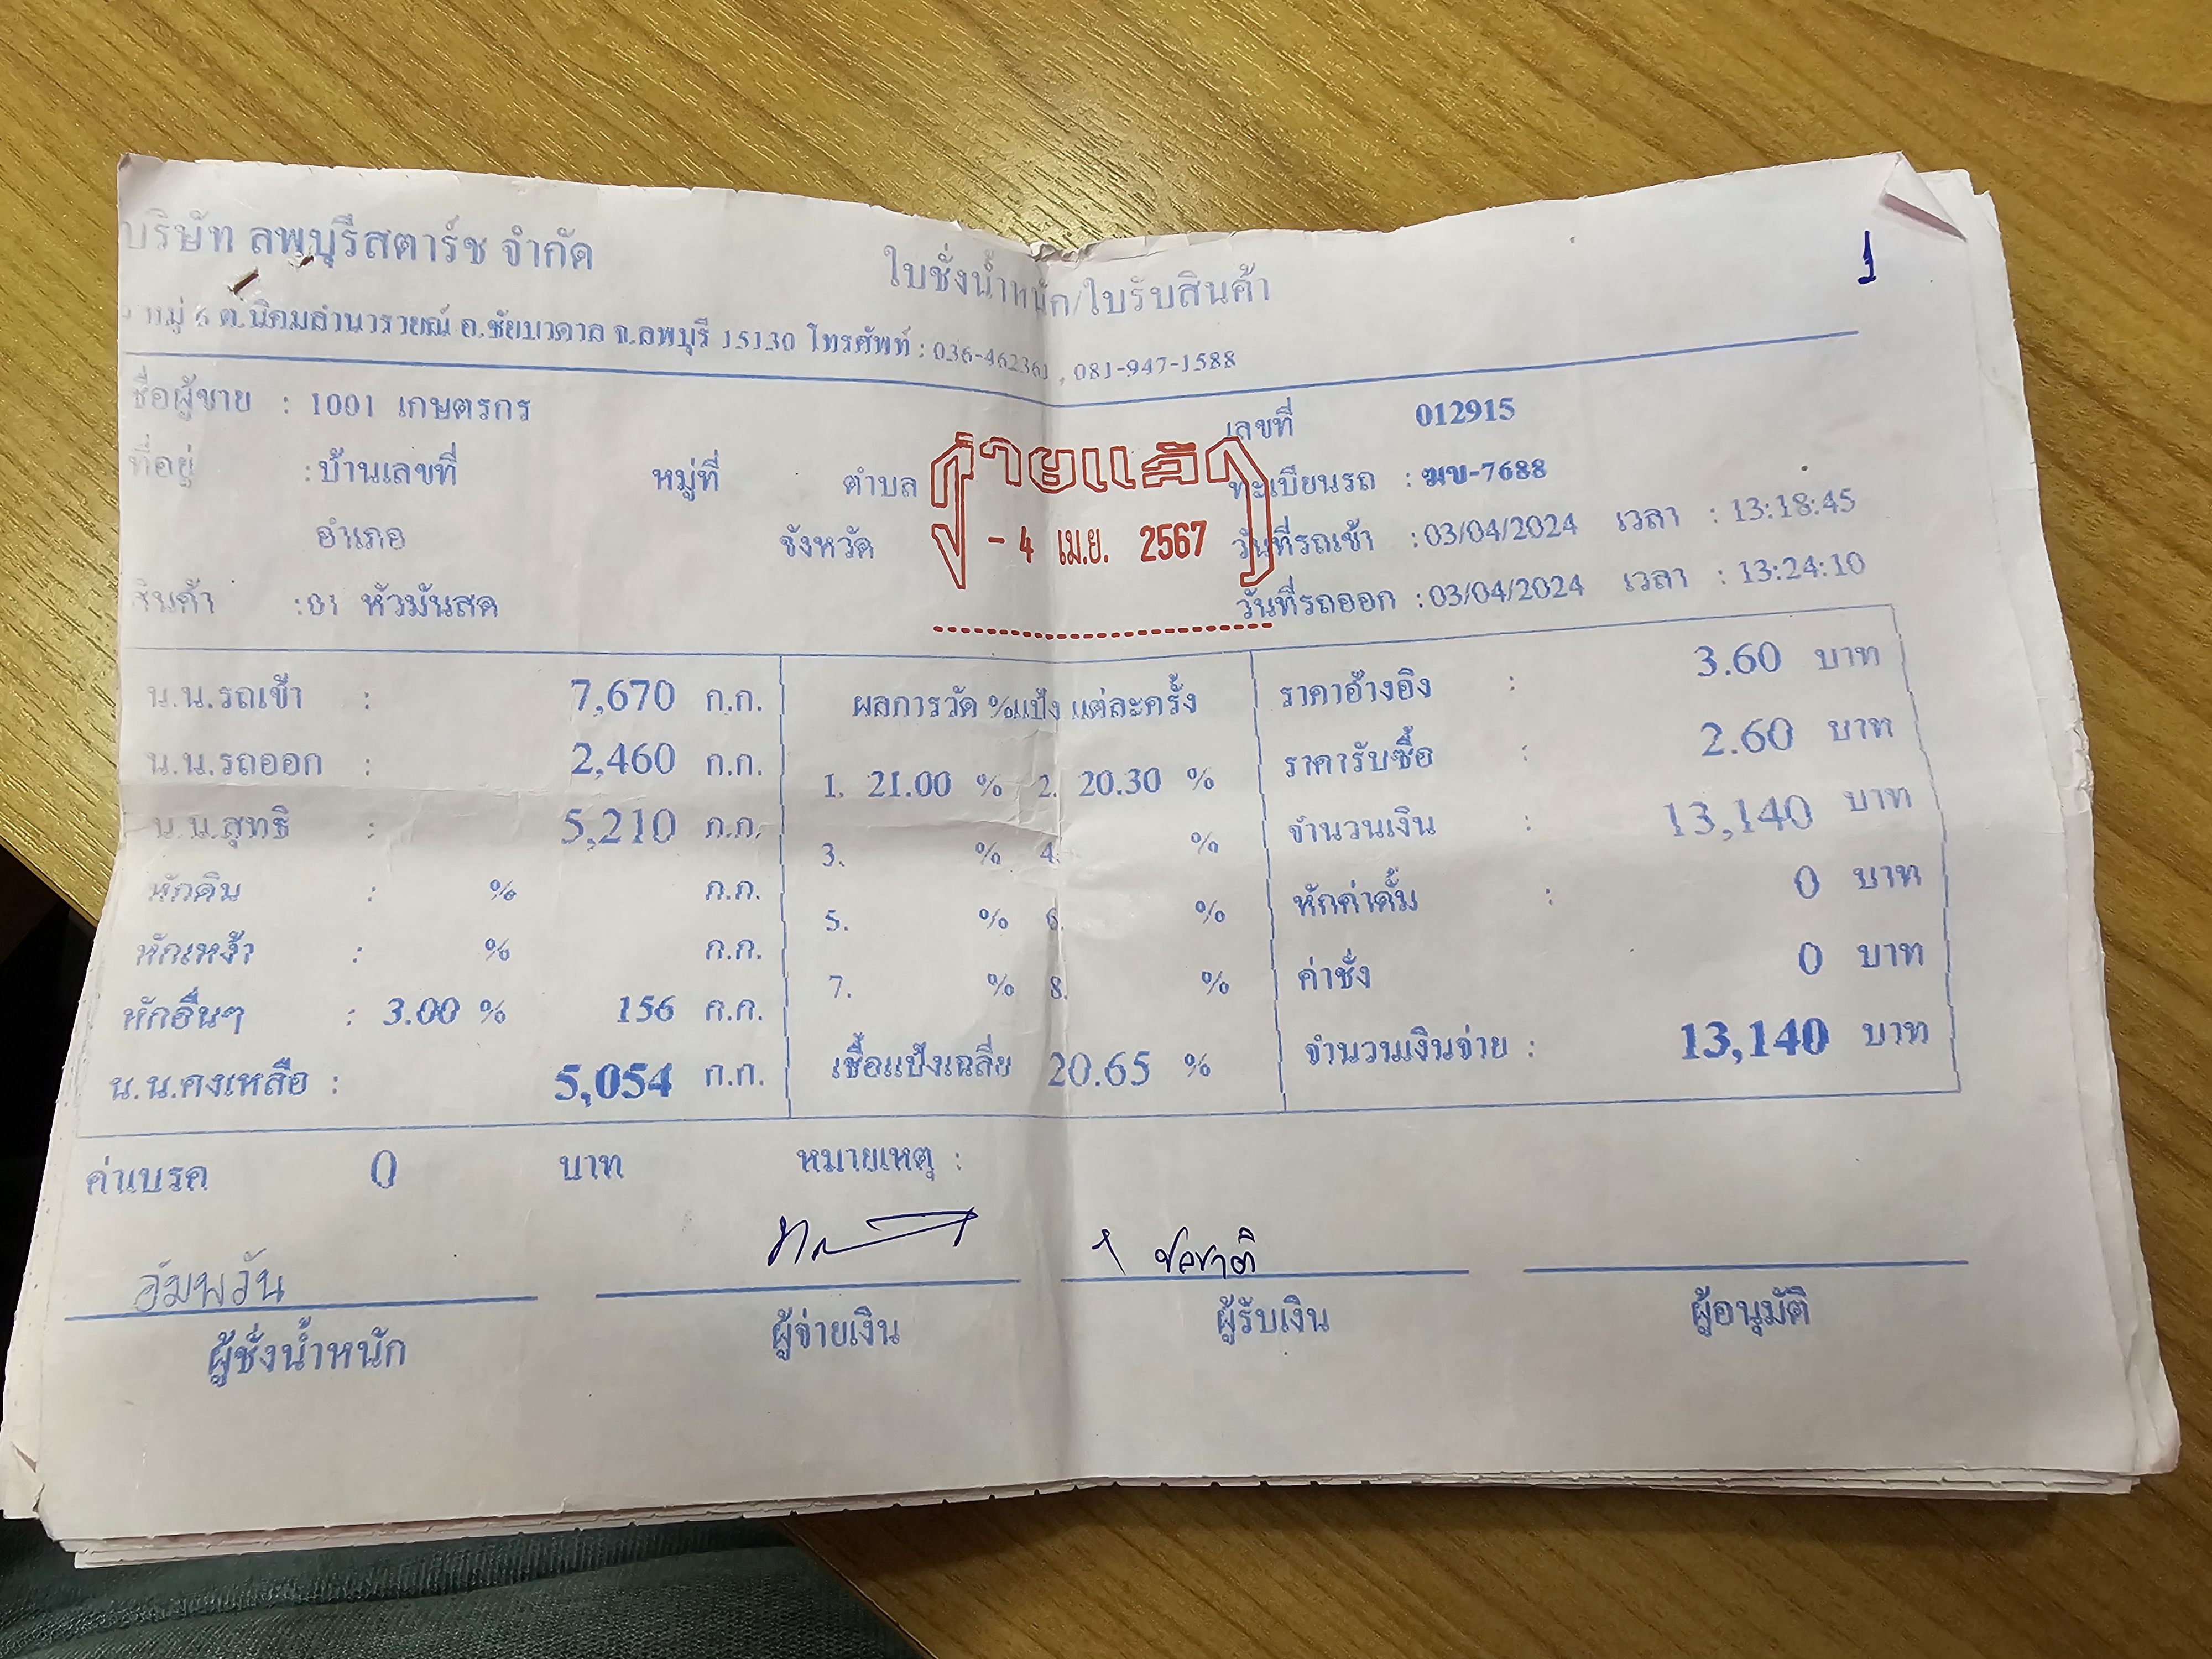 บริษัท ลพบุรีสตาร์ช จำกัด
ใบชั่งน้ำหนัก/ใบรับสินค้า
1
หมู่ 6 ต.นิคมลำนารายณ์ อ.ชัยบาดาล จ.ลพบุรี 15130 โทรศัพท์ : 036-462361 , 081-947-1588
ชื่อผู้ขาย : 1001 เกษตรกร
เลขที่ 012915
ที่อยู่ : บ้านเลขที่ หมู่ที่ ตำบล
ทะเบียนรถ : ฆข-7688
อำเภอ จังหวัด
วันที่รถเข้า : 03/04/2024 เวลา : 13:18:45
จ่ายแล้ว
- 4 เม.ย. 2567
สินค้า : 01 หัวมันสด
วันที่รถออก : 03/04/2024 เวลา : 13:24:10
น.น.รถเข้า : 7,670 ก.ก.
น.น.รถออก : 2,460 ก.ก.
น.น.สุทธิ : 5,210 ก.ก.
หักดิน : % ก.ก.
หักเหง้า : % ก.ก.
หักอื่นๆ : 3.00 % 156 ก.ก.
น.น.คงเหลือ : 5,054 ก.ก.
ผลการวัด %แป้ง แต่ละครั้ง
1. 21.00 % 2. 20.30 %
3. % 4. %
5. % 6. %
7. % 8. %
เชื้อแป้งเฉลี่ย 20.65 %
ราคาอ้างอิง : 3.60 บาท
ราคารับซื้อ : 2.60 บาท
จำนวนเงิน : 13,140 บาท
หักค่าดั้ม : 0 บาท
ค่าชั่ง 0 บาท
จำนวนเงินจ่าย : 13,140 บาท
ค่าเบรค 0 บาท หมายเหตุ :
อัมพวัน
ชลชาติ
ผู้ชั่งน้ำหนัก ผู้จ่ายเงิน ผู้รับเงิน ผู้อนุมัติ